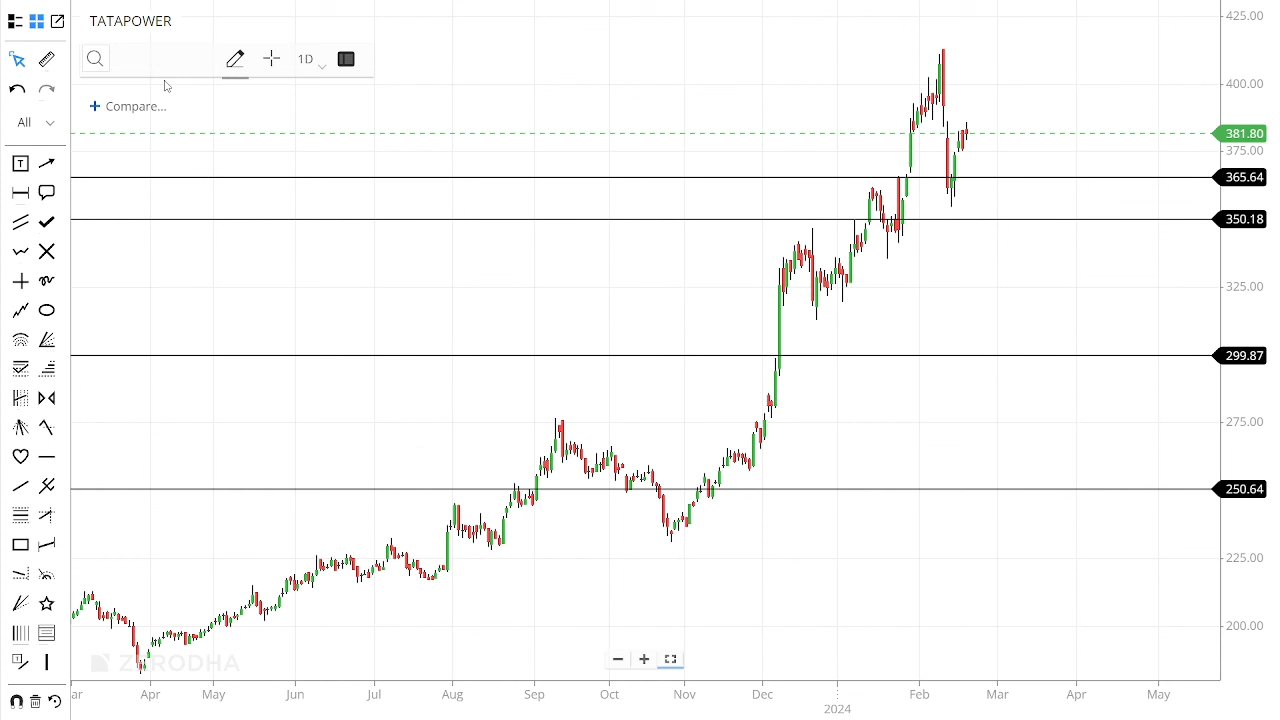 TATAPOWER
1D
+ Compare...
All
T
425.00
400.00
381.80
375.00
365.64
350.18
325.00
299.87
275.00
250.64
225.00
200.00
ZERODHA
ar Apr May Jun Jul Aug Sep Oct Nov Dec Feb Mar Apr May
2024